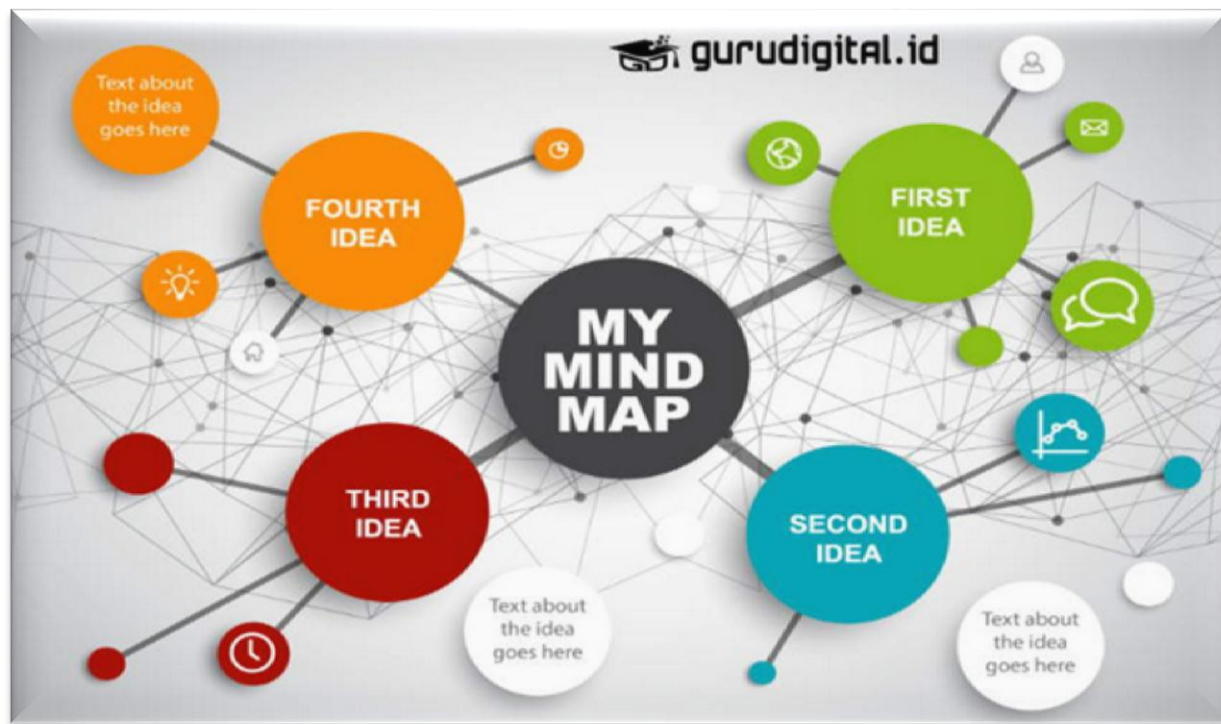 gurudigital.id
Text about
the idea
goes here
FOURTH
IDEA
FIRST
IDEA
MY
MIND
MAP
THIRD
IDEA
SECOND
IDEA
Text about
the idea
goes here
Text about
the idea
goes here